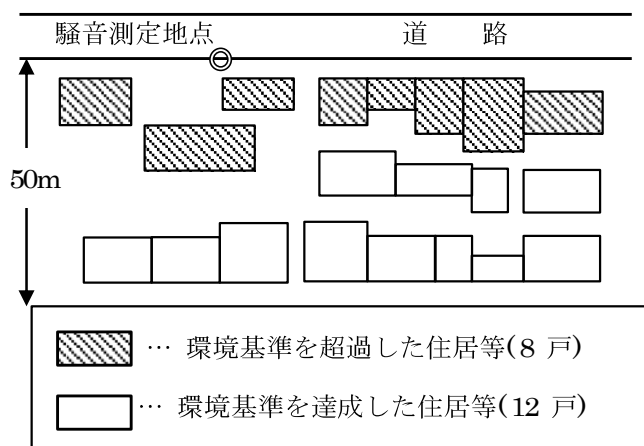 騒音測定地点
道 路
50m
… 環境基準を超過した住居等(8 戸)
… 環境基準を達成した住居等(12 戸)